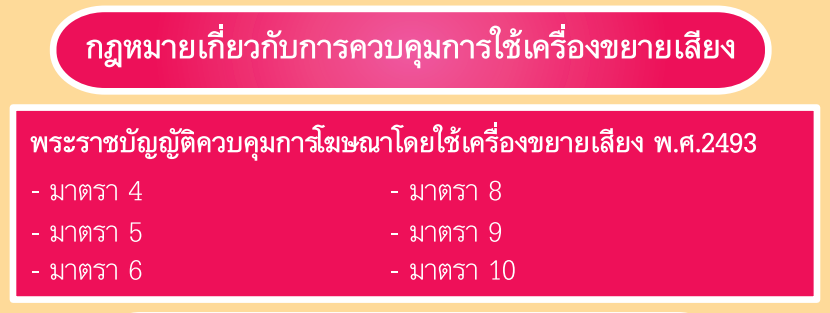 กฎหมายเกี่ยวกับการควบคุมการใช้เครื่องขยายเสียง
พระราชบัญญัติควบคุมการโฆษณาโดยใช้เครื่องขยายเสียง พ.ศ.2493
- มาตรา 4
- มาตรา 5
- มาตรา 6
- มาตรา 8
- มาตรา 9
- มาตรา 10